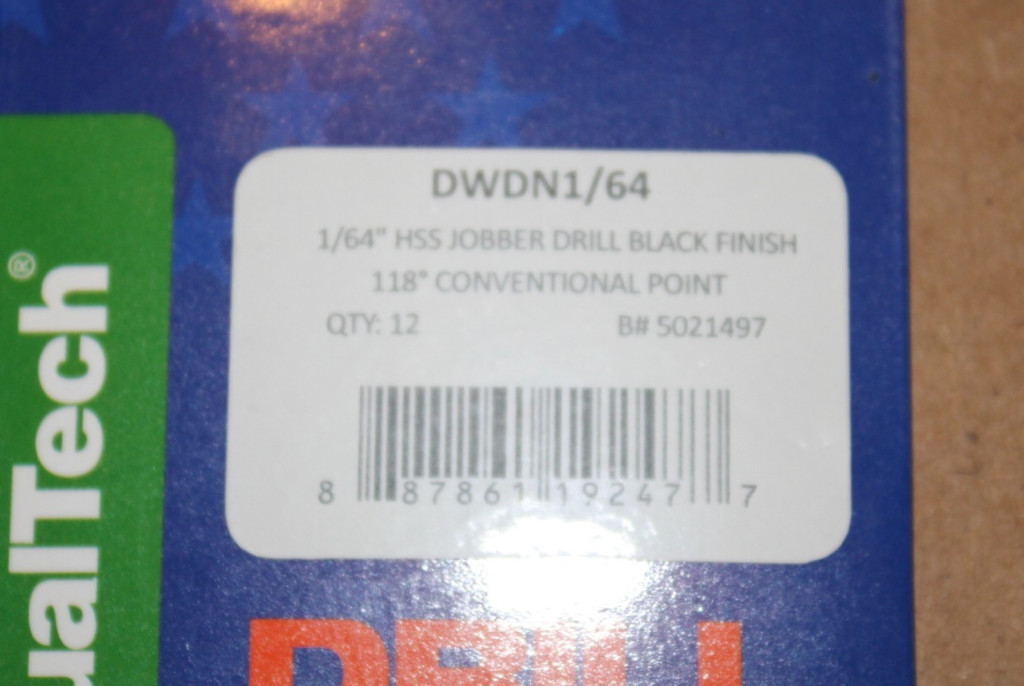 DWDN1/64
1/64" HSS JOBBER DRILL BLACK FINISH
118° CONVENTIONAL POINT
QTY: 12 B# 5021497
8 87861 19247 7
ualTech®
DRILL